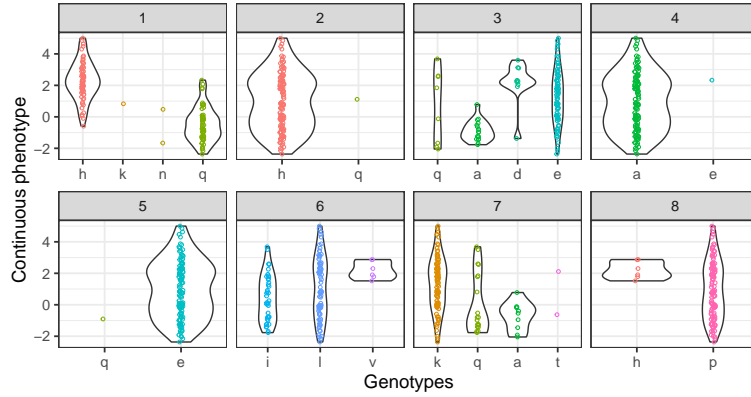 1 2 3 4
Continuous phenotype
4
2
0
−2
h k n q h q q a d e a e
5 6 7 8
4
2
0
−2
q e i l v k q a t h p
Genotypes